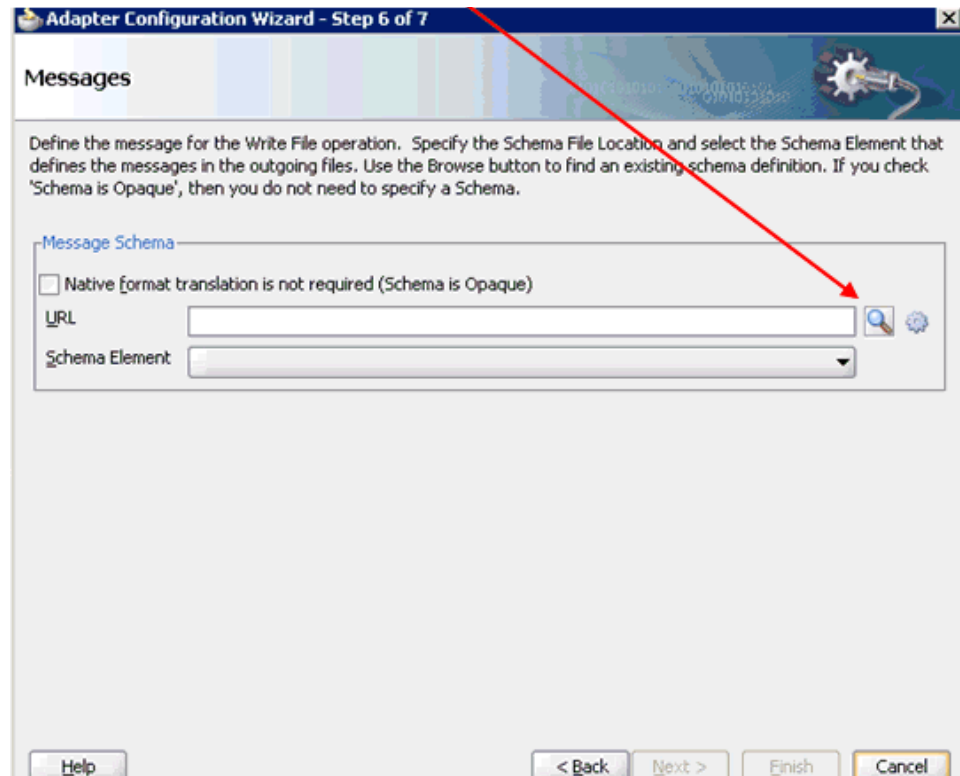 Adapter Configuration Wizard - Step 6 of 7
Messages
Define the message for the Write File operation. Specify the Schema File Location and select the Schema Element that
defines the messages in the outgoing files. Use the Browse button to find an existing schema definition. If you check
'Schema is Opaque', then you do not need to specify a Schema.
Message Schema
Native format translation is not required (Schema is Opaque)
URL
Schema Element
Help < Back Next > Finish Cancel